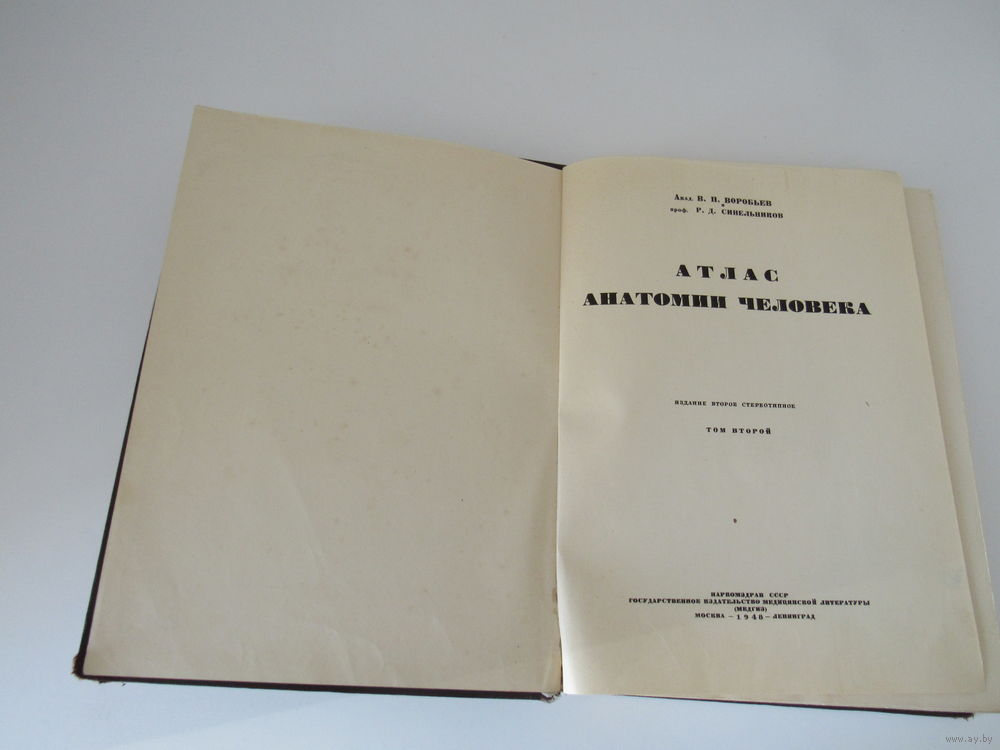 Акад. В. П. ВОРОБЬЕВ
и
проф. Р. Д. СИНЕЛЬНИКОВ
АТЛАС
АНАТОМИИ ЧЕЛОВЕКА
ИЗДАНИЕ ВТОРОЕ СТЕРЕОТИПНОЕ
ТОМ ВТОРОЙ
НАРКОМЗДРАВ СССР
ГОСУДАРСТВЕННОЕ ИЗДАТЕЛЬСТВО МЕДИЦИНСКОЙ ЛИТЕРАТУРЫ
(МЕДГИЗ)
МОСКВА – 1948 – ЛЕНИНГРАД
www.ay.by